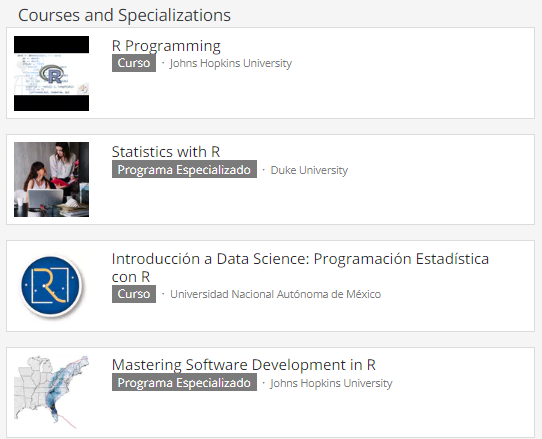 Courses and Specializations
R Programming
Curso · Johns Hopkins University
Statistics with R
Programa Especializado · Duke University
Introducción a Data Science: Programación Estadística
con R
Curso · Universidad Nacional Autónoma de México
Mastering Software Development in R
Programa Especializado · Johns Hopkins University